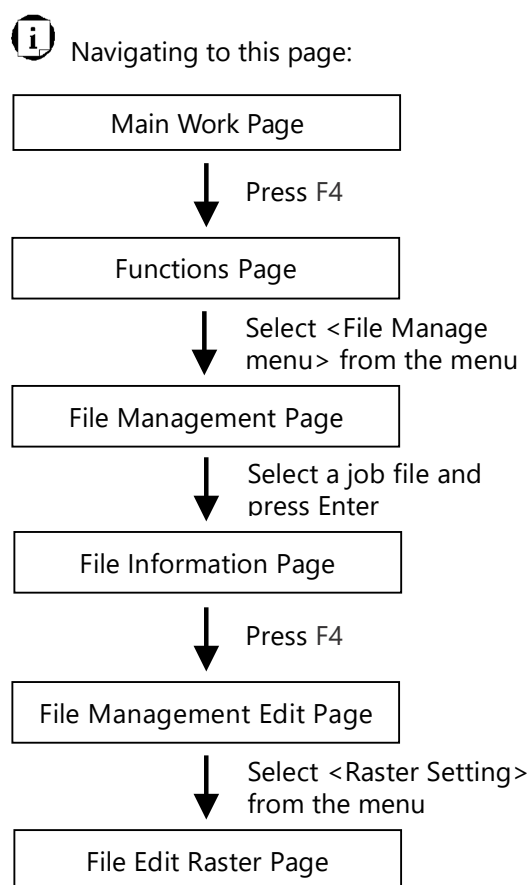 i
Navigating to this page:
Main Work Page
Press F4
Functions Page
Select <File Manage
menu> from the menu
File Management Page
Select a job file and
press Enter
File Information Page
Press F4
File Management Edit Page
Select <Raster Setting>
from the menu
File Edit Raster Page